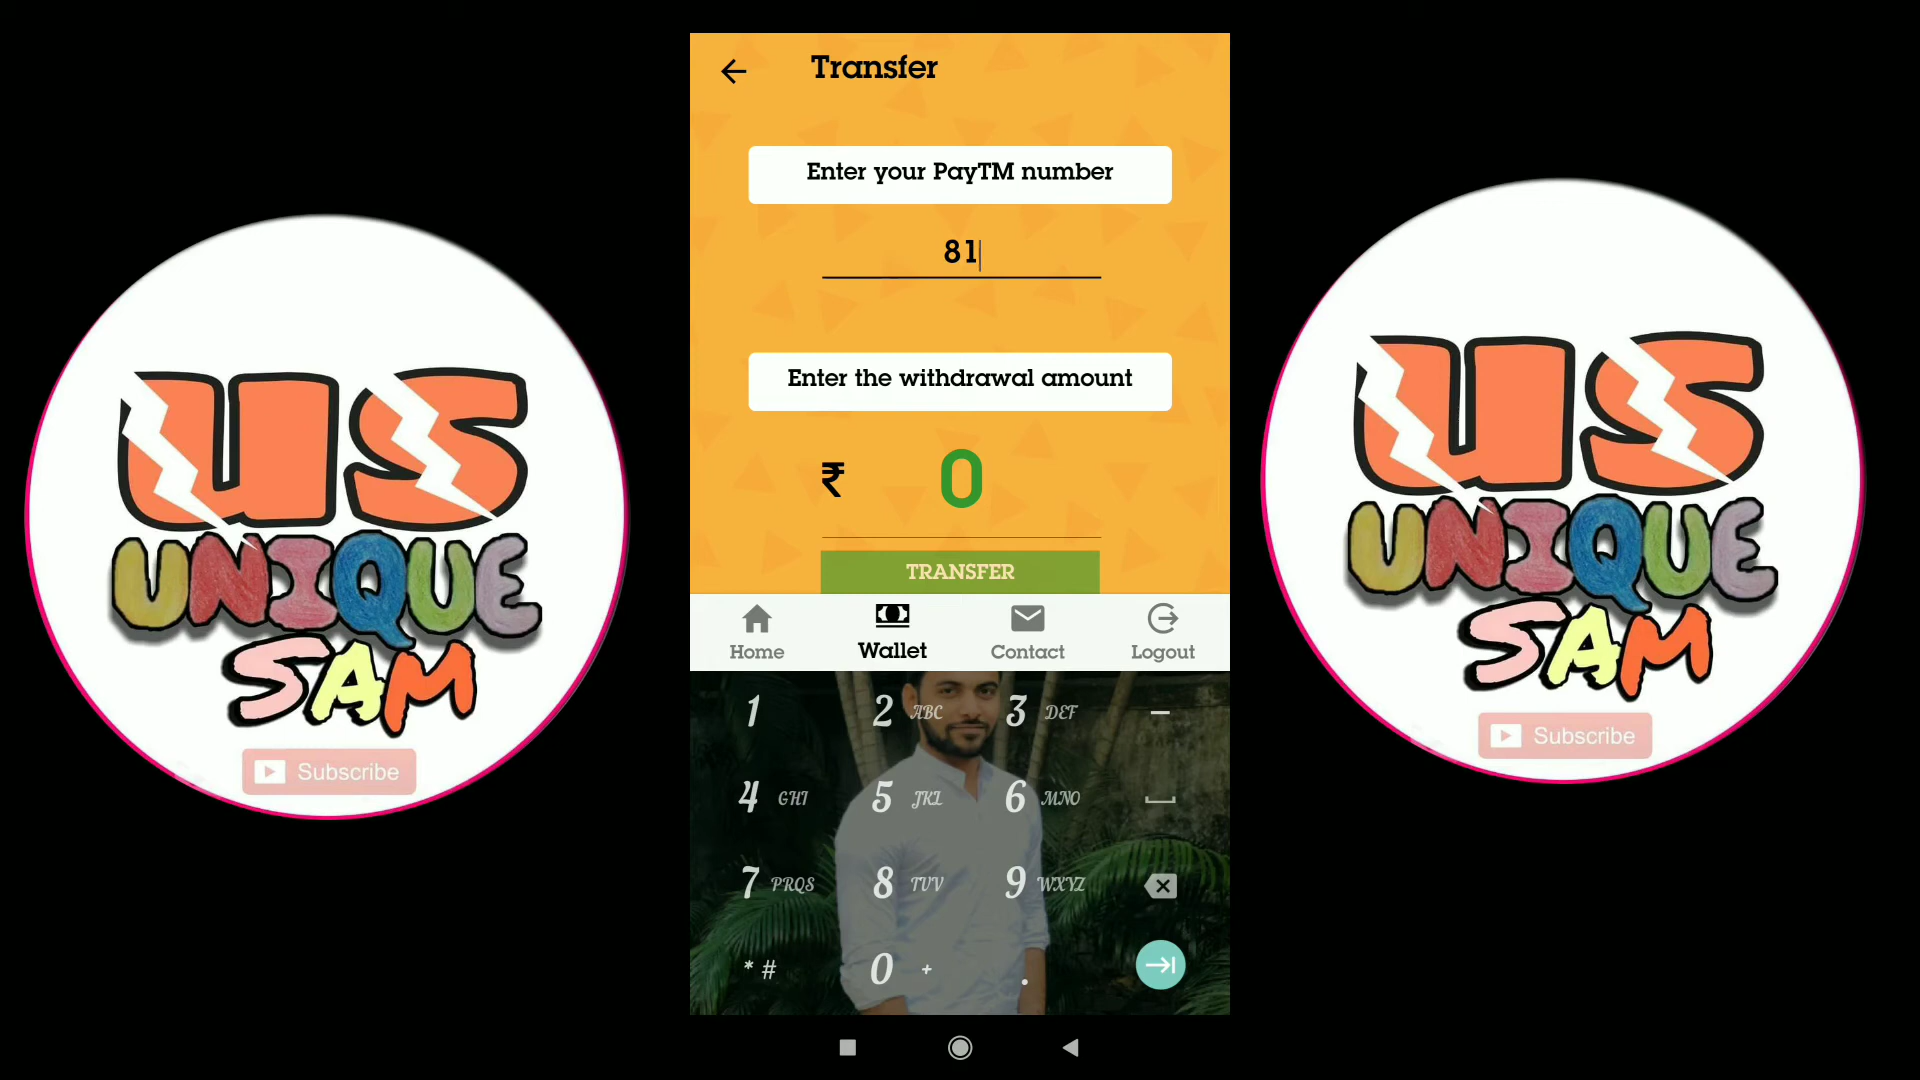 Transfer
Enter your PayTM number
81
Enter the withdrawal amount
₹ 0
TRANSFER
Home Wallet Contact Logout
1 2 ABC 3 DEF –
4 GHI 5 JKL 6 MNO
7 PRQS 8 TUV 9 WXYZ
* # 0 + .
US
UNIQUE
SAM
Subscribe
US
UNIQUE
SAM
Subscribe